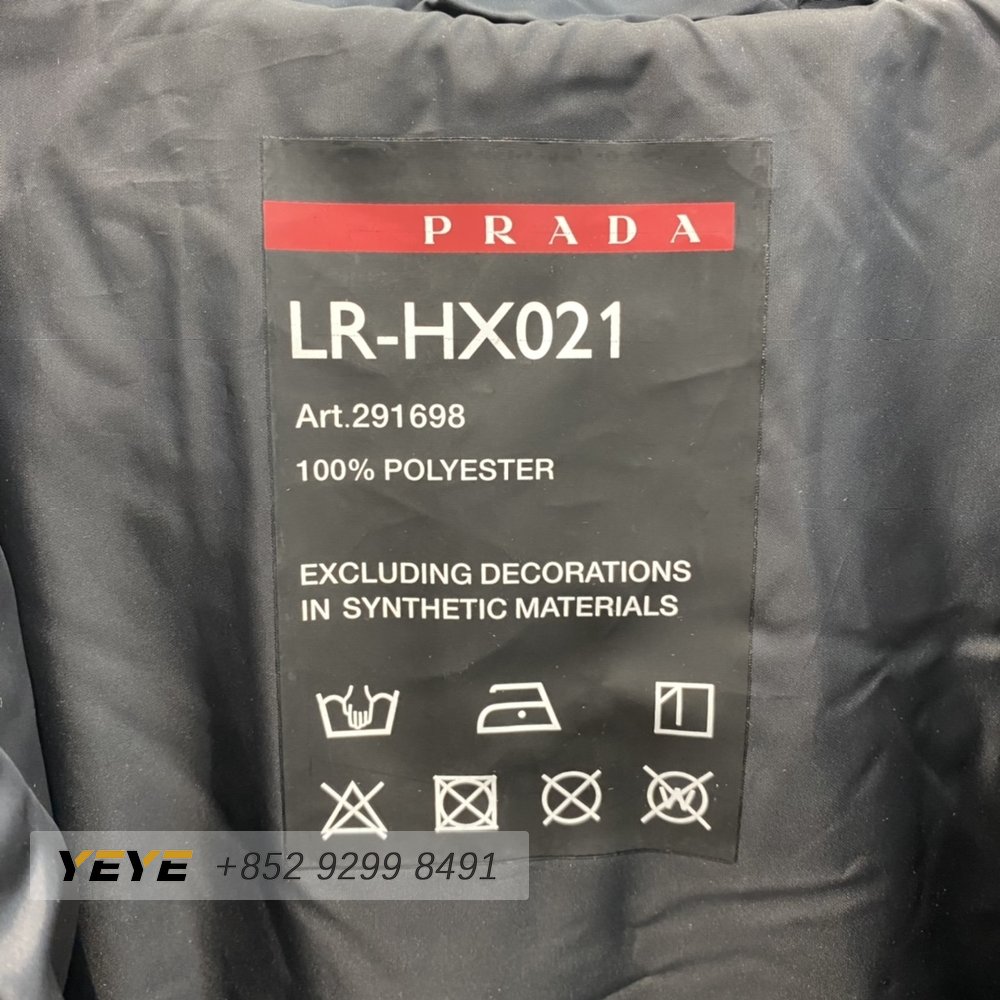 PRADA
LR-HX021
Art.291698
100% POLYESTER
EXCLUDING DECORATIONS
IN SYNTHETIC MATERIALS
W
YEYE +852 9299 8491